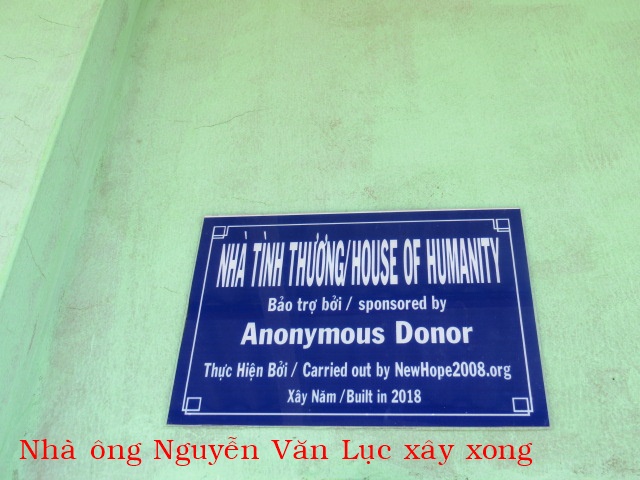 NHÀ TÌNH THƯƠNG/HOUSE OF HUMANITY
Bảo trợ bởi / sponsored by
Anonymous Donor
Thực Hiện Bởi / Carried out by NewHope2008.org
Xây Năm /Built in 2018
Nhà ông Nguyễn Văn Lục xây xong